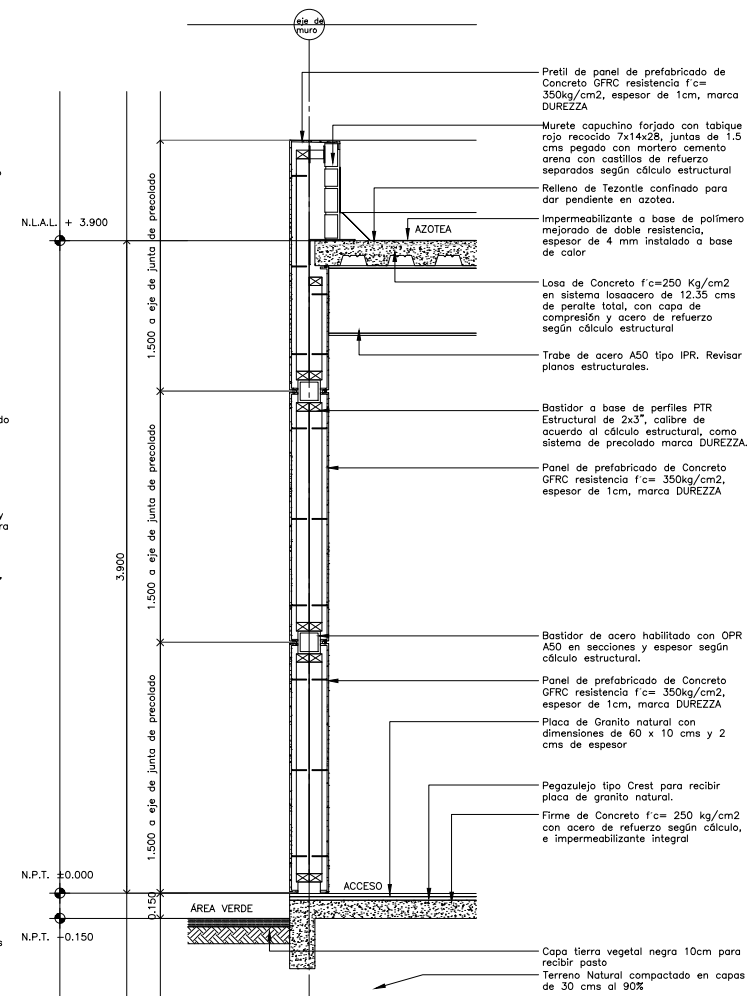 eje de
muro
Pretil de panel de prefabricado de
Concreto GFRC resistencia f'c=
350kg/cm2, espesor de 1cm, marca
DUREZZA
Murete capuchino forjado con tabique
rojo recocido 7x14x28, juntas de 1.5
cms pegado con mortero cemento
arena con castillos de refuerzo
separados según cálculo estructural
Relleno de Tezontle confinado para
dar pendiente en azotea.
N.L.A.L. + 3.900
AZOTEA
Impermeabilizante a base de polímero
mejorado de doble resistencia,
espesor de 4 mm instalado a base
de calor
Losa de Concreto f'c=250 Kg/cm2
en sistema losaacero de 12.35 cms
de peralte total, con capa de
compresión y acero de refuerzo
según cálculo estructural
1.500 a eje de junta de precolado
Trabe de acero A50 tipo IPR. Revisar
planos estructurales.
Bastidor a base de perfiles PTR
Estructural de 2x3", calibre de
acuerdo al cálculo estructural, como
sistema de precolado marca DUREZZA.
Panel de prefabricado de Concreto
GFRC resistencia f'c= 350kg/cm2,
espesor de 1cm, marca DUREZZA
1.500 a eje de junta de precolado
3.900
Bastidor de acero habilitado con OPR
A50 en secciones y espesor según
cálculo estructural.
Panel de prefabricado de Concreto
GFRC resistencia f'c= 350kg/cm2,
espesor de 1cm, marca DUREZZA
Placa de Granito natural con
dimensiones de 60 x 10 cms y 2
cms de espesor
1.500 a eje de junta de precolado
Pegazulejo tipo Crest para recibir
placa de granito natural.
Firme de Concreto f'c= 250 kg/cm2
con acero de refuerzo según cálculo,
e impermeabilizante integral
N.P.T. ±0.000
ACCESO
0.150
ÁREA VERDE
N.P.T. -0.150
Capa tierra vegetal negra 10cm para
recibir pasto
Terreno Natural compactado en capas
de 30 cms al 90%